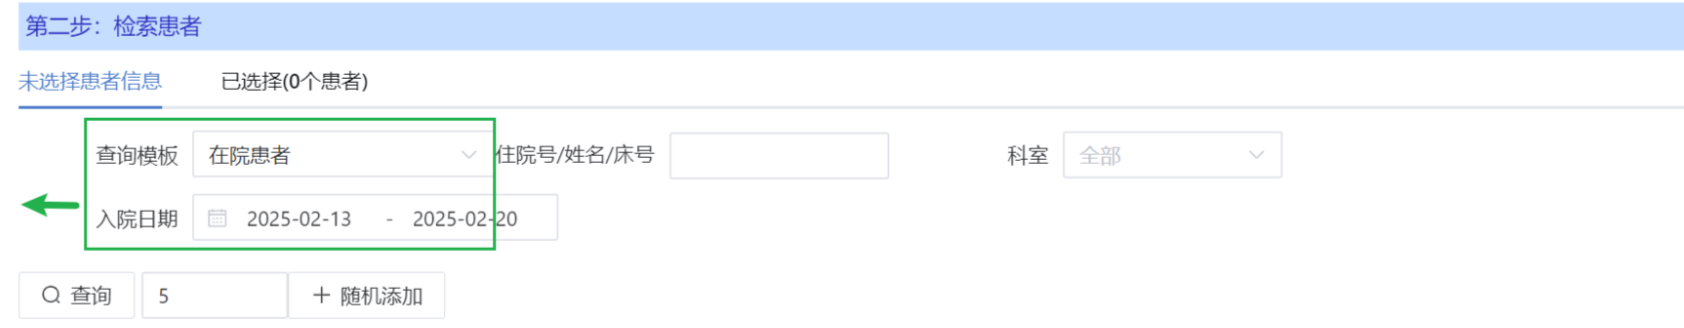 第二步：检索患者
未选择患者信息 已选择(0个患者)
查询模板 在院患者 住院号/姓名/床号 科室 全部
入院日期 2025-02-13 - 2025-02-20
查询 5 + 随机添加